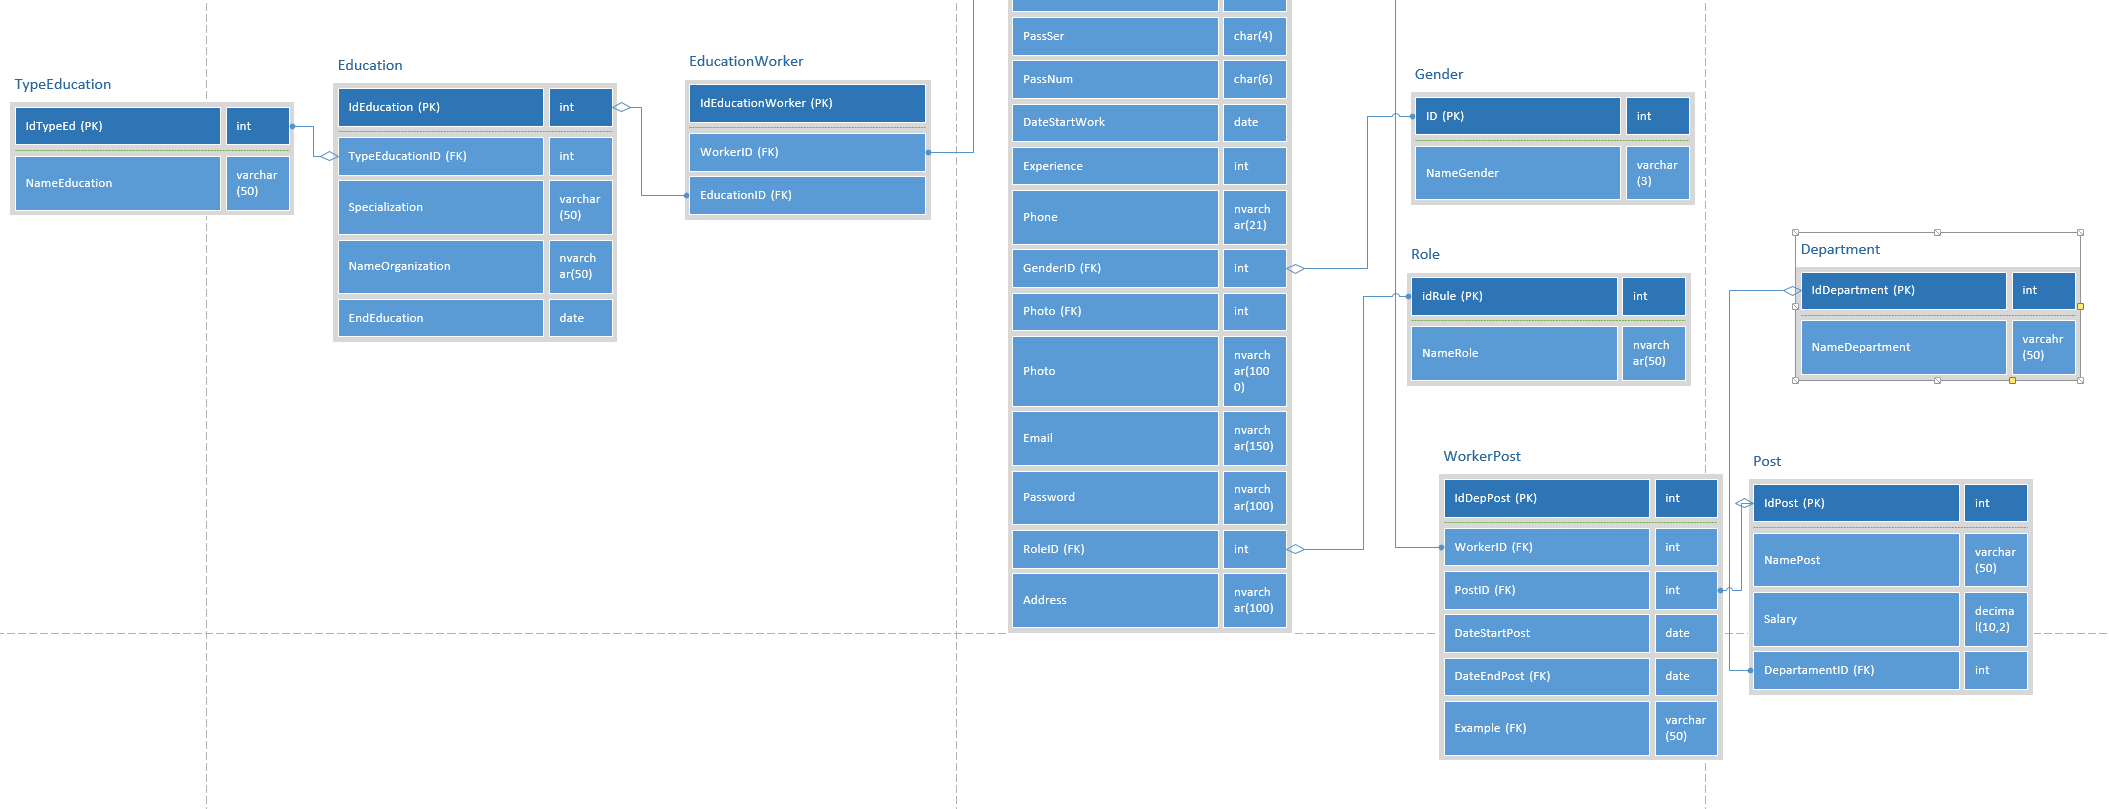 TypeEducation
IdTypeEd (PK)
int
NameEducation
varchar
(50)
Education
IdEducation (PK)
int
TypeEducationID (FK)
int
Specialization
varchar
(50)
NameOrganization
nvarch
ar(50)
EndEducation
date
EducationWorker
IdEducationWorker (PK)
WorkerID (FK)
EducationID (FK)
PassSer
char(4)
PassNum
char(6)
DateStartWork
date
Experience
int
Phone
nvarch
ar(21)
GenderID (FK)
int
Photo (FK)
int
Photo
nvarch
ar(100
0)
Email
nvarch
ar(150)
Password
nvarch
ar(100)
RoleID (FK)
int
Address
nvarch
ar(100)
Gender
ID (PK)
int
NameGender
varchar
(3)
Role
idRule (PK)
int
NameRole
nvarch
ar(50)
Department
IdDepartment (PK)
int
NameDepartment
varcahr
(50)
WorkerPost
IdDepPost (PK)
int
WorkerID (FK)
int
PostID (FK)
int
DateStartPost
date
DateEndPost (FK)
date
Example (FK)
varchar
(50)
Post
IdPost (PK)
int
NamePost
varchar
(50)
Salary
decima
l(10,2)
DepartamentID (FK)
int